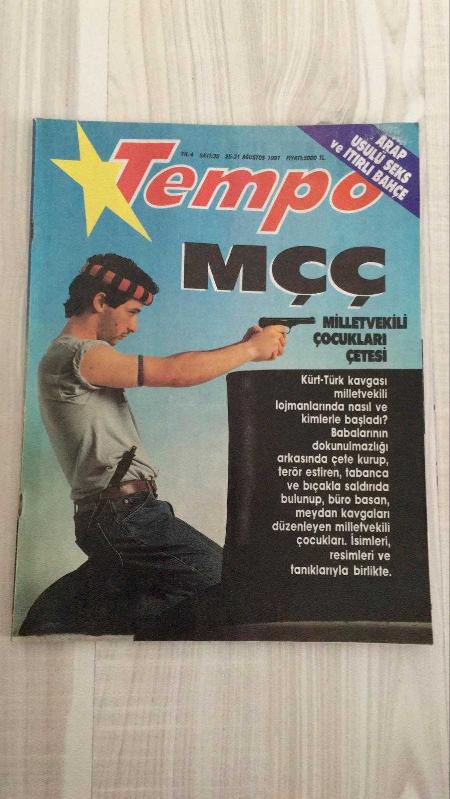 YIL:4 SAYI:35 25-31 AĞUSTOS 1991 FİYATI:5000 TL.
Tempo
ARAP
USULÜ SEKS
ve ITIRLI BAHÇE
MÇÇ
MİLLETVEKİLİ
ÇOCUKLARI
ÇETESİ
Kürt-Türk kavgası
milletvekili
lojmanlarında nasıl ve
kimlerle başladı?
Babalarının
dokunulmazlığı
arkasında çete kurup,
terör estiren, tabanca
ve bıçakla saldırıda
bulunup, büro basan,
meydan kavgaları
düzenleyen milletvekili
çocukları. İsimleri,
resimleri ve
tanıklarıyla birlikte.